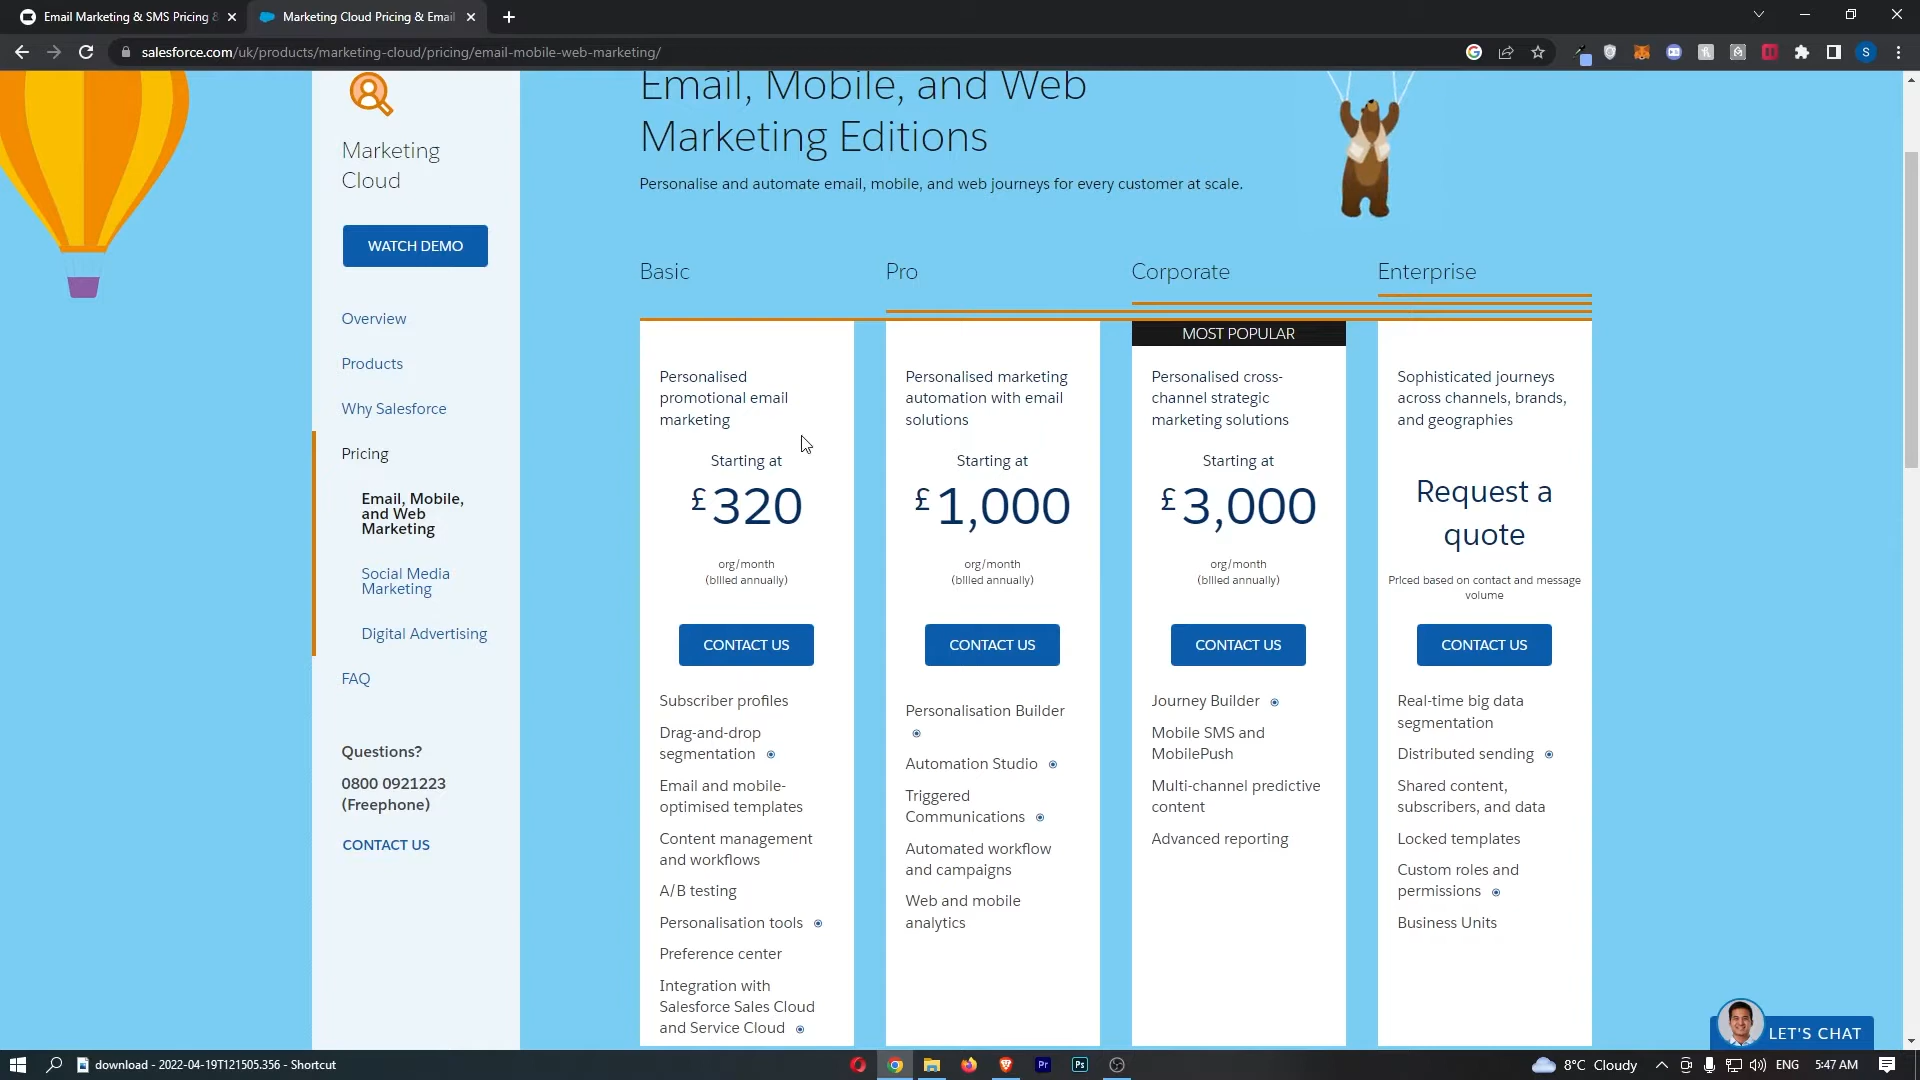 Email Marketing & SMS Pricing &
Marketing Cloud Pricing & Email
salesforce.com/uk/products/marketing-cloud/pricing/email-mobile-web-marketing/
S
Marketing
Cloud
WATCH DEMO
Overview
Products
Why Salesforce
Pricing
Email, Mobile,
and Web
Marketing
Social Media
Marketing
Digital Advertising
FAQ
Questions?
0800 0921223
(Freephone)
CONTACT US
Email, Mobile, and Web
Marketing Editions
Personalise and automate email, mobile, and web journeys for every customer at scale.
Basic
Personalised
promotional email
marketing
Starting at
£320
org/month
(billed annually)
CONTACT US
Subscriber profiles
Drag-and-drop
segmentation
Email and mobile-
optimised templates
Content management
and workflows
A/B testing
Personalisation tools
Preference center
Integration with
Salesforce Sales Cloud
and Service Cloud
Pro
Personalised marketing
automation with email
solutions
Starting at
£1,000
org/month
(billed annually)
CONTACT US
Personalisation Builder
Automation Studio
Triggered
Communications
Automated workflow
and campaigns
Web and mobile
analytics
Corporate
MOST POPULAR
Personalised cross-
channel strategic
marketing solutions
Starting at
£3,000
org/month
(billed annually)
CONTACT US
Journey Builder
Mobile SMS and
MobilePush
Multi-channel predictive
content
Advanced reporting
Enterprise
Sophisticated journeys
across channels, brands,
and geographies
Request a
quote
Priced based on contact and message
volume
CONTACT US
Real-time big data
segmentation
Distributed sending
Shared content,
subscribers, and data
Locked templates
Custom roles and
permissions
Business Units
LET'S CHAT
download - 2022-04-19T121505.356 - Shortcut
Pr
Ps
8°C Cloudy
ENG
5:47 AM